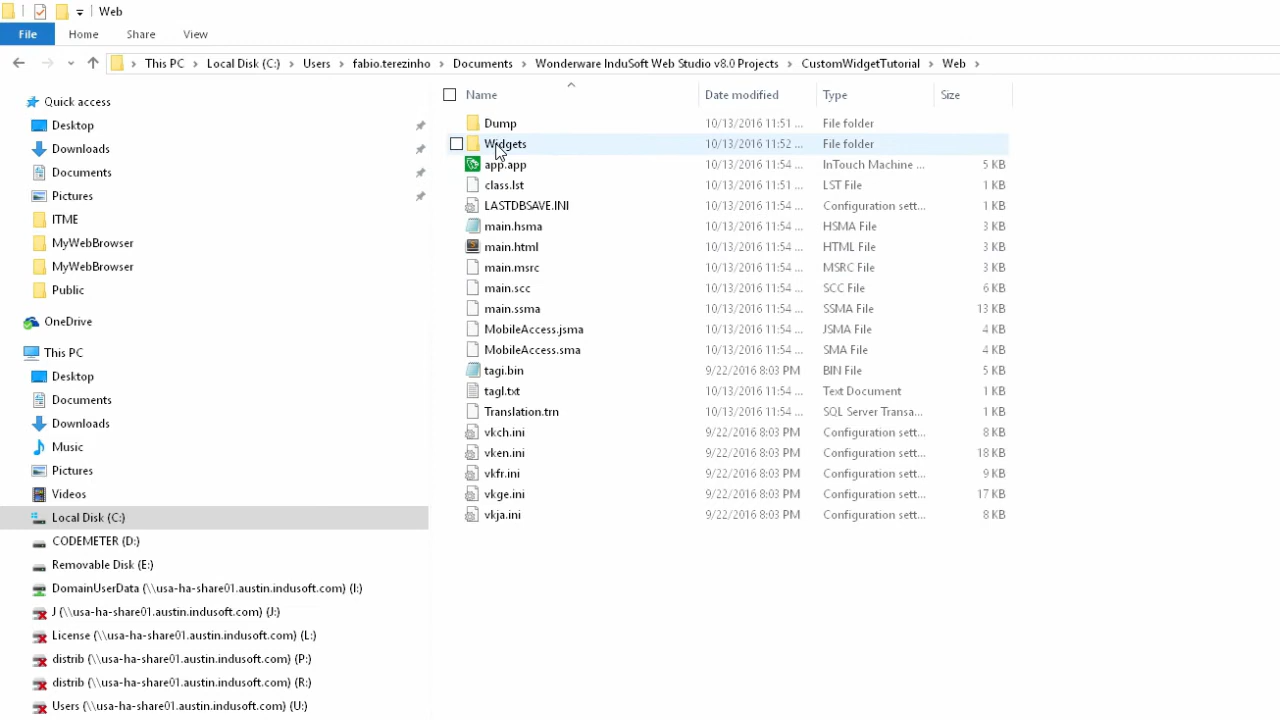 Web
File Home Share View
This PC Local Disk (C:) Users fabio.terezinho Documents Wonderware InduSoft Web Studio v8.0 Projects CustomWidgetTutorial Web
Quick access
Desktop
Downloads
Documents
Pictures
ITME
MyWebBrowser
MyWebBrowser
Public
OneDrive
This PC
Desktop
Documents
Downloads
Music
Pictures
Videos
Local Disk (C:)
CODEMETER (D:)
Removable Disk (E:)
DomainUserData (\\usa-ha-share01.austin.indusoft.com) (I:)
J (\\usa-ha-share01.austin.indusoft.com) (J:)
License (\\usa-ha-share01.austin.indusoft.com) (L:)
distrib (\\usa-ha-share01.austin.indusoft.com) (P:)
distrib (\\usa-ha-share01.austin.indusoft.com) (R:)
Users (\\usa-ha-share01.austin.indusoft.com) (U:)
Name Date modified Type Size
Dump 10/13/2016 11:51 ... File folder
Widgets 10/13/2016 11:52 ... File folder
app.app 10/13/2016 11:54 ... InTouch Machine ... 5 KB
class.lst 10/13/2016 11:51 ... LST File 1 KB
LASTDBSAVE.INI 10/13/2016 11:54 ... Configuration sett... 1 KB
main.hsma 10/13/2016 11:54 ... HSMA File 3 KB
main.html 10/13/2016 11:54 ... HTML File 3 KB
main.msrc 10/13/2016 11:54 ... MSRC File 3 KB
main.scc 10/13/2016 11:54 ... SCC File 6 KB
main.ssma 10/13/2016 11:54 ... SSMA File 13 KB
MobileAccess.jsma 10/13/2016 11:54 ... JSMA File 4 KB
MobileAccess.sma 10/13/2016 11:54 ... SMA File 4 KB
tagi.bin 9/22/2016 8:03 PM BIN File 5 KB
tagl.txt 10/13/2016 11:54 ... Text Document 1 KB
Translation.trn 10/13/2016 11:54 ... SQL Server Transa... 1 KB
vkch.ini 9/22/2016 8:03 PM Configuration sett... 8 KB
vken.ini 9/22/2016 8:03 PM Configuration sett... 18 KB
vkfr.ini 9/22/2016 8:03 PM Configuration sett... 9 KB
vkge.ini 9/22/2016 8:03 PM Configuration sett... 17 KB
vkja.ini 9/22/2016 8:03 PM Configuration sett... 8 KB